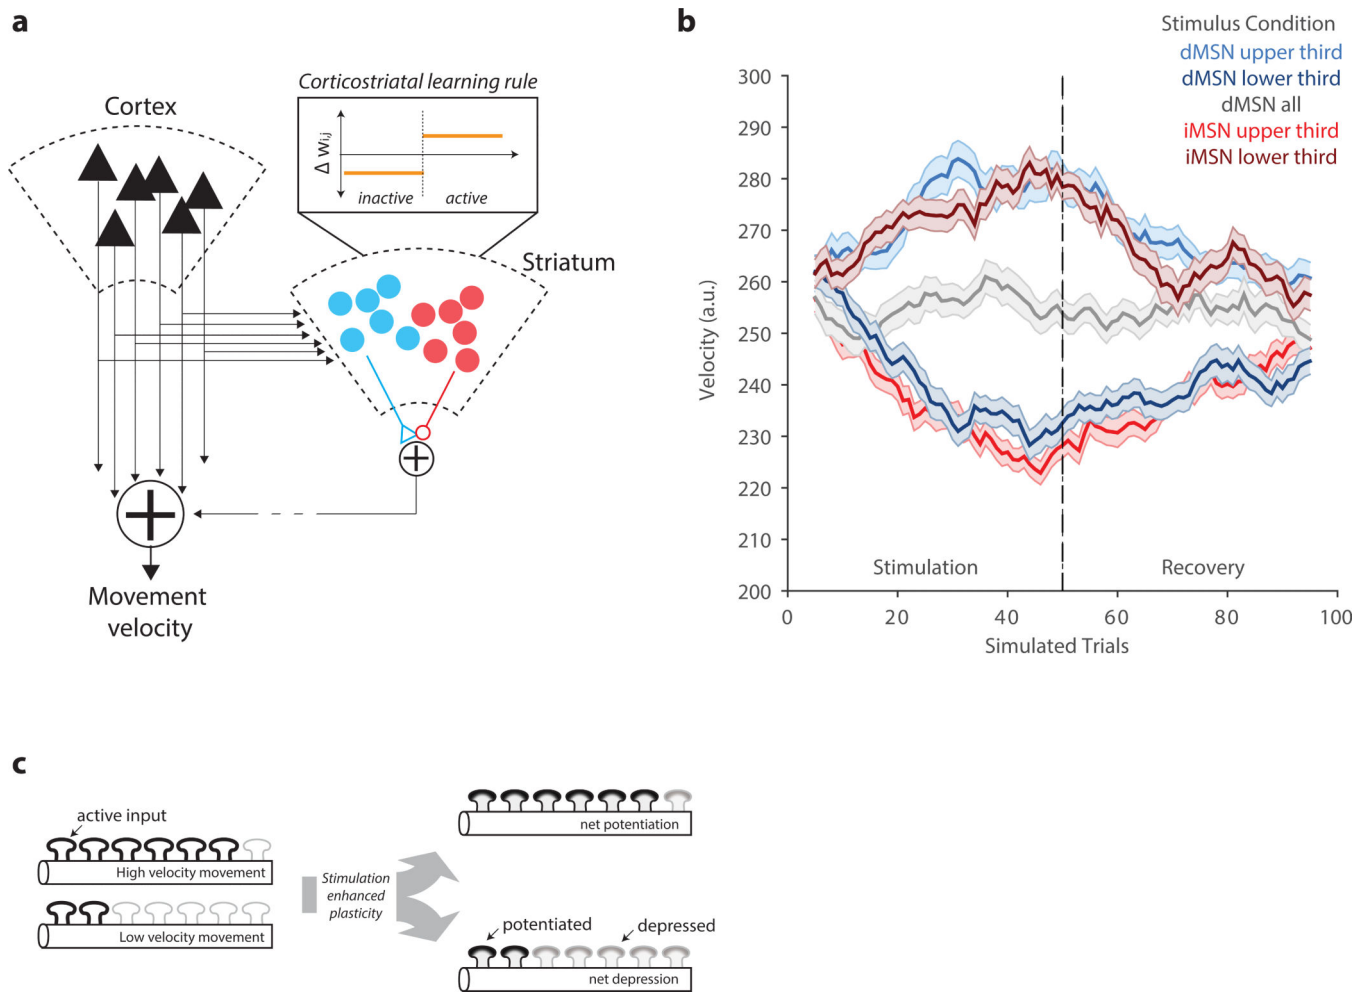 a
Cortex
Corticostriatal learning rule
Δ wi,j
inactive
active
Striatum
Movement
velocity
b
Stimulus Condition
dMSN upper third
dMSN lower third
dMSN all
iMSN upper third
iMSN lower third
300
290
280
270
260
250
240
230
220
210
200
Velocity (a.u.)
Stimulation
Recovery
0
20
40
60
80
100
Simulated Trials
c
active input
High velocity movement
Low velocity movement
Stimulation
enhanced
plasticity
net potentiation
potentiated
depressed
net depression